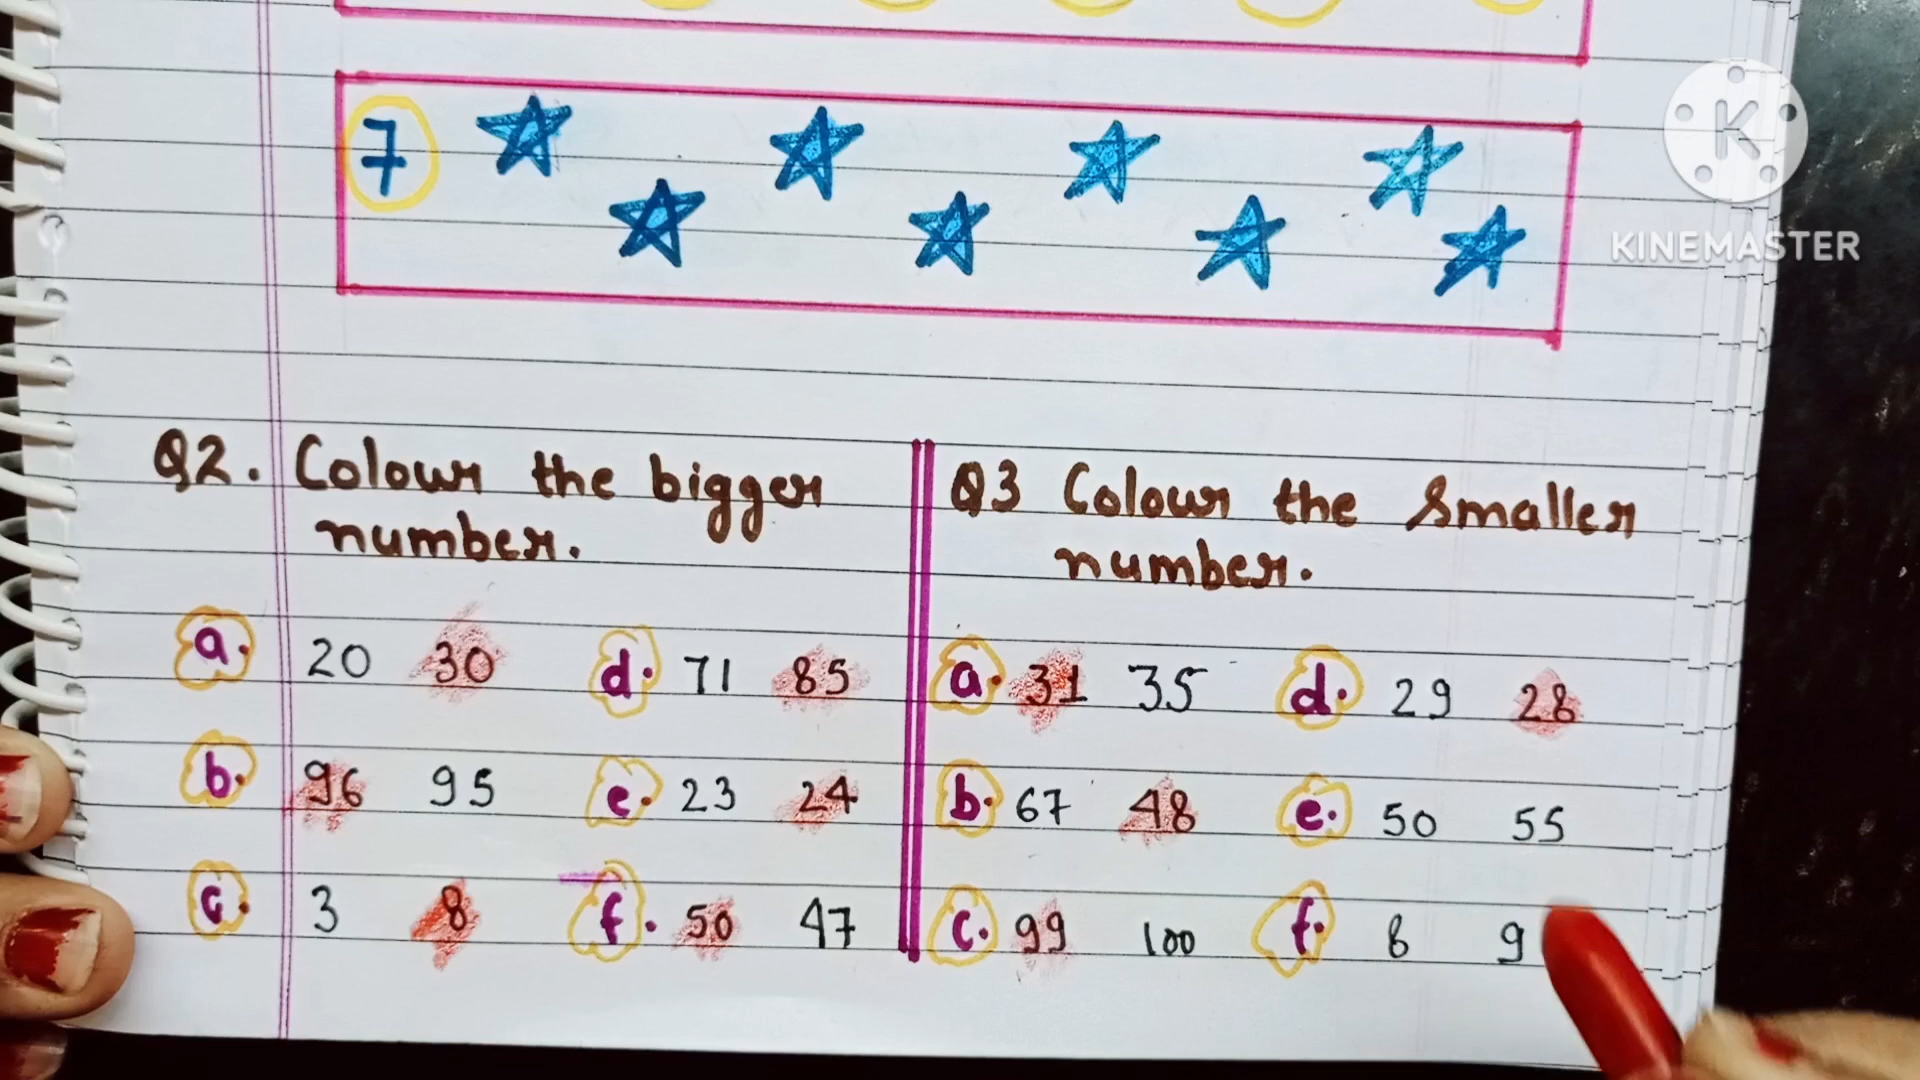 7
K
KINEMASTER
Q2. Colour the bigger
number.
a. 20 30 d. 71 85
b. 96 95 e. 23 24
c. 3 8 f. 50 47
Q3 Colour the Smaller
number.
a. 31 35 d. 29 28
b. 67 48 e. 50 55
c. 99 100 f. 8 9